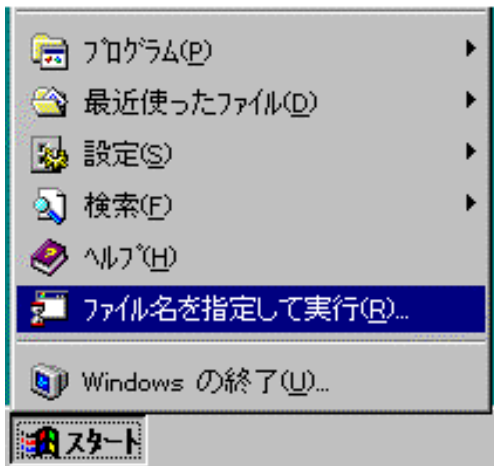 ﾌﾟﾛｸﾞﾗﾑ(P)
最近使ったﾌｧｲﾙ(D)
設定(S)
検索(F)
ﾍﾙﾌﾟ(H)
ﾌｧｲﾙ名を指定して実行(R)...
Windows の終了(U)...
スタート